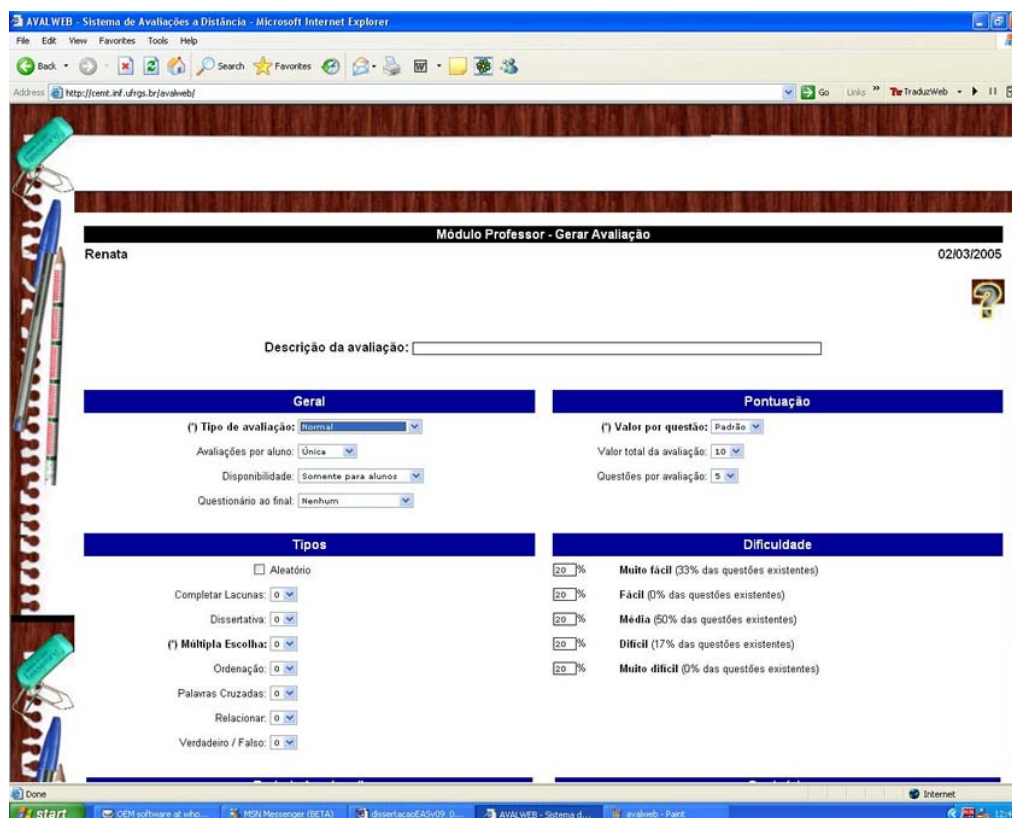 AVALWEB - Sistema de Avaliações a Distância - Microsoft Internet Explorer
File Edit View Favorites Tools Help
Back Search Favorites
Address http://cemt.inf.ufrgs.br/avalweb/ Go Links » TraduzWeb
Módulo Professor - Gerar Avaliação
Renata 02/03/2005
Descrição da avaliação:
Geral
(*) Tipo de avaliação: Normal
Avaliações por aluno: Única
Disponibilidade: Somente para alunos
Questionário ao final: Nenhum
Pontuação
(*) Valor por questão: Padrão
Valor total da avaliação: 10
Questões por avaliação: 5
Tipos
Aleatório
Completar Lacunas: 0
Dissertativa: 0
(*) Múltipla Escolha: 0
Ordenação: 0
Palavras Cruzadas: 0
Relacionar: 0
Verdadeiro / Falso: 0
Dificuldade
20 % Muito fácil (33% das questões existentes)
20 % Fácil (0% das questões existentes)
20 % Média (50% das questões existentes)
20 % Difícil (17% das questões existentes)
20 % Muito difícil (0% das questões existentes)
Done Internet
start OEM software at who... MSN Messenger (BETA) dissertacaoEASv09_0... AVALWEB - Sistema d... avalweb - Paint